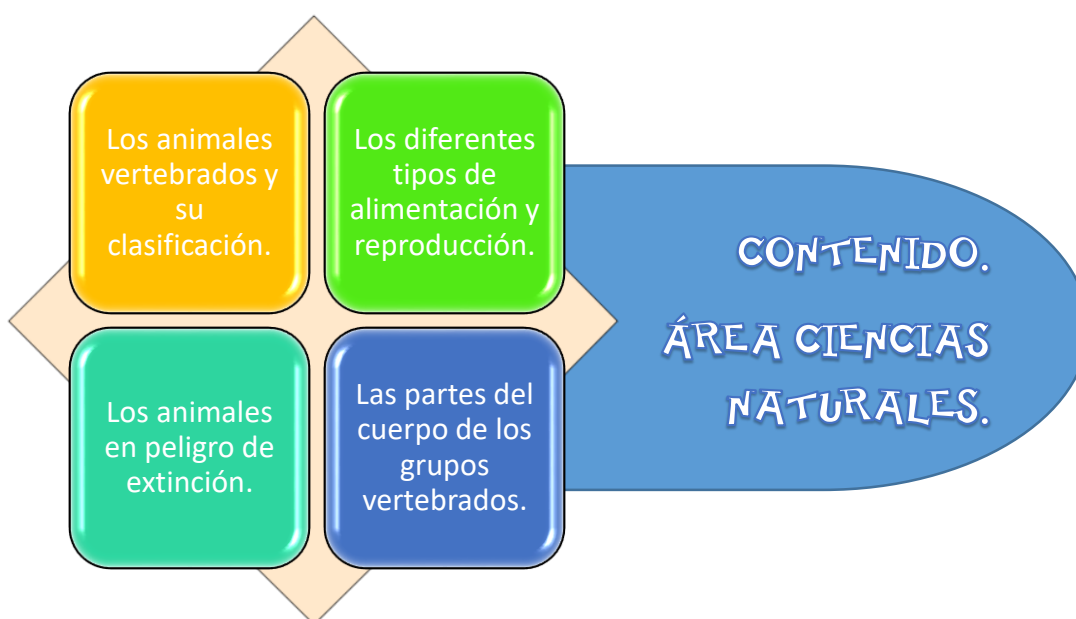 Los animales
vertebrados y
su
clasificación.
Los diferentes
tipos de
alimentación y
reproducción.
Los animales
en peligro de
extinción.
Las partes del
cuerpo de los
grupos
vertebrados.
CONTENIDO.
ÁREA CIENCIAS
NATURALES.